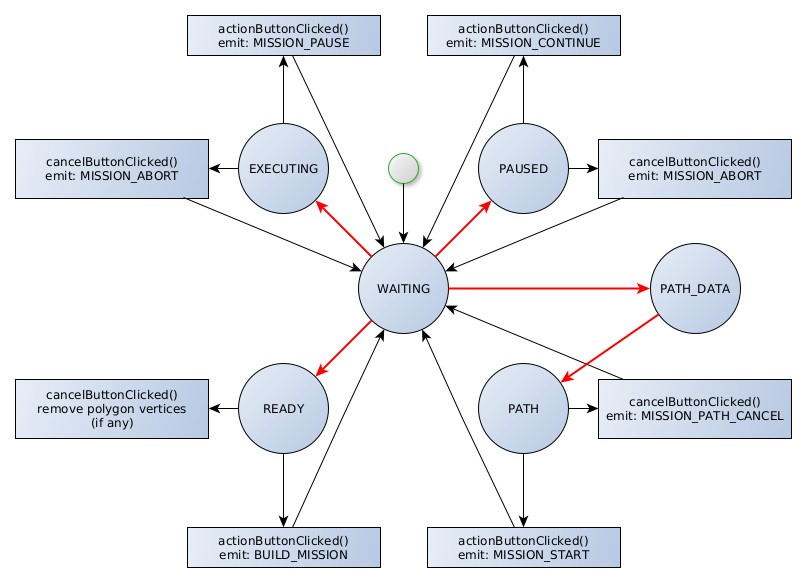 actionButtonClicked()
emit: MISSION_PAUSE
actionButtonClicked()
emit: MISSION_CONTINUE
cancelButtonClicked()
emit: MISSION_ABORT
EXECUTING
PAUSED
cancelButtonClicked()
emit: MISSION_ABORT
WAITING
PATH_DATA
cancelButtonClicked()
remove polygon vertices
(if any)
READY
PATH
cancelButtonClicked()
emit: MISSION_PATH_CANCEL
actionButtonClicked()
emit: BUILD_MISSION
actionButtonClicked()
emit: MISSION_START